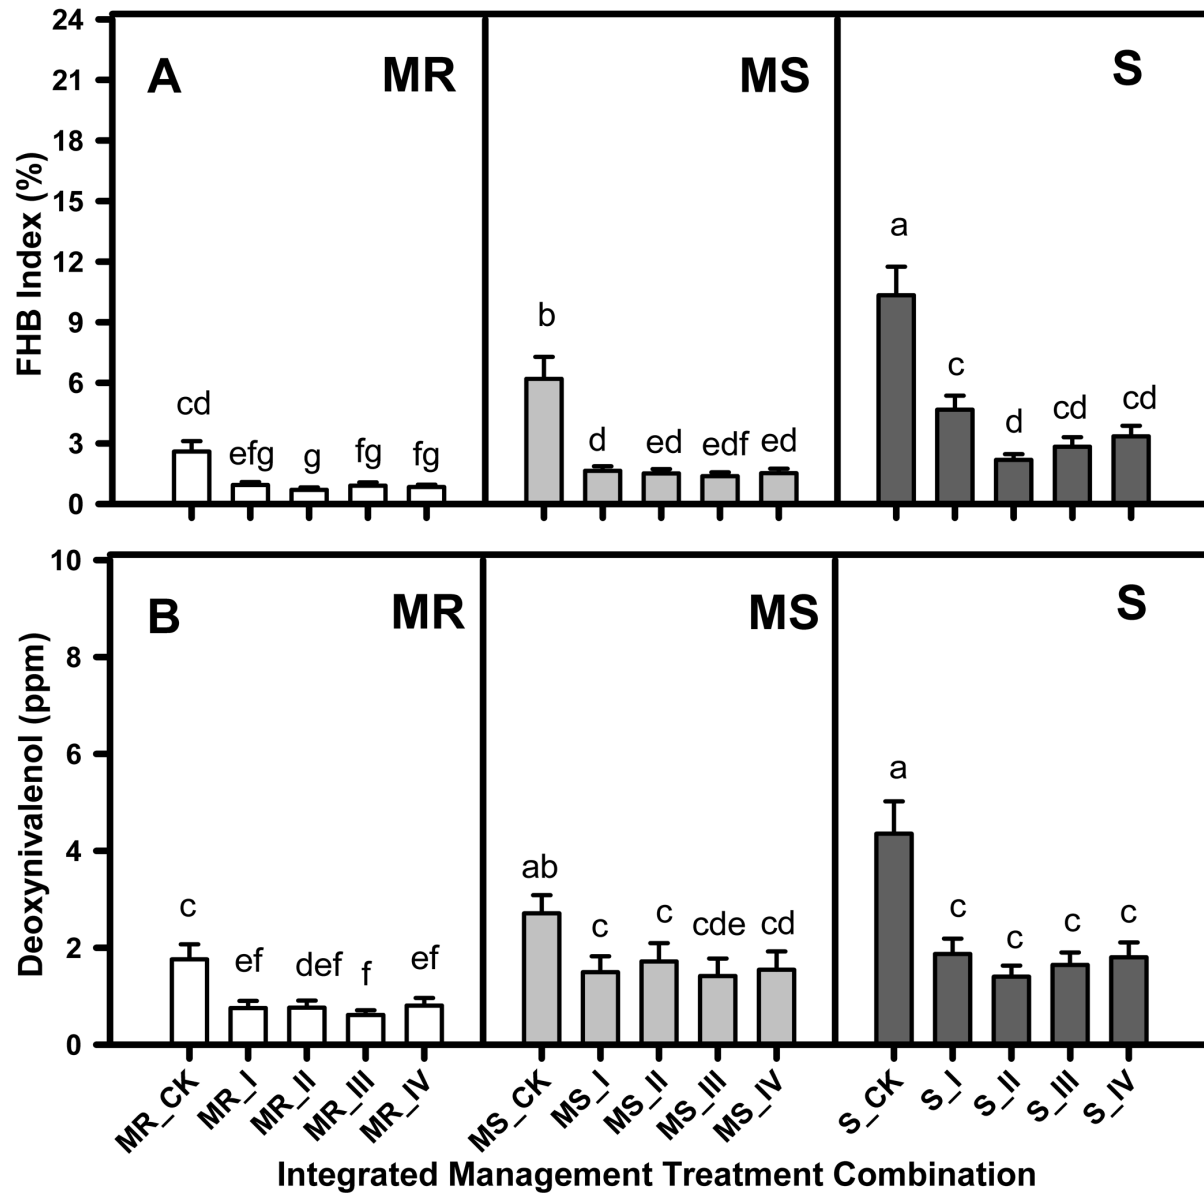 24
21
18
15
12
9
6
3
0
FHB Index (%)
A
MR
MS
S
cd
efg
g
fg
fg
b
d
ed
edf
ed
a
c
d
cd
cd
10
8
6
4
2
0
Deoxynivalenol (ppm)
B
MR
MS
S
c
ef
def
f
ef
ab
c
c
cde
cd
a
c
c
c
c
MR_CK
MR_I
MR_II
MR_III
MR_IV
MS_CK
MS_I
MS_II
MS_III
MS_IV
S_CK
S_I
S_II
S_III
S_IV
Integrated Management Treatment Combination